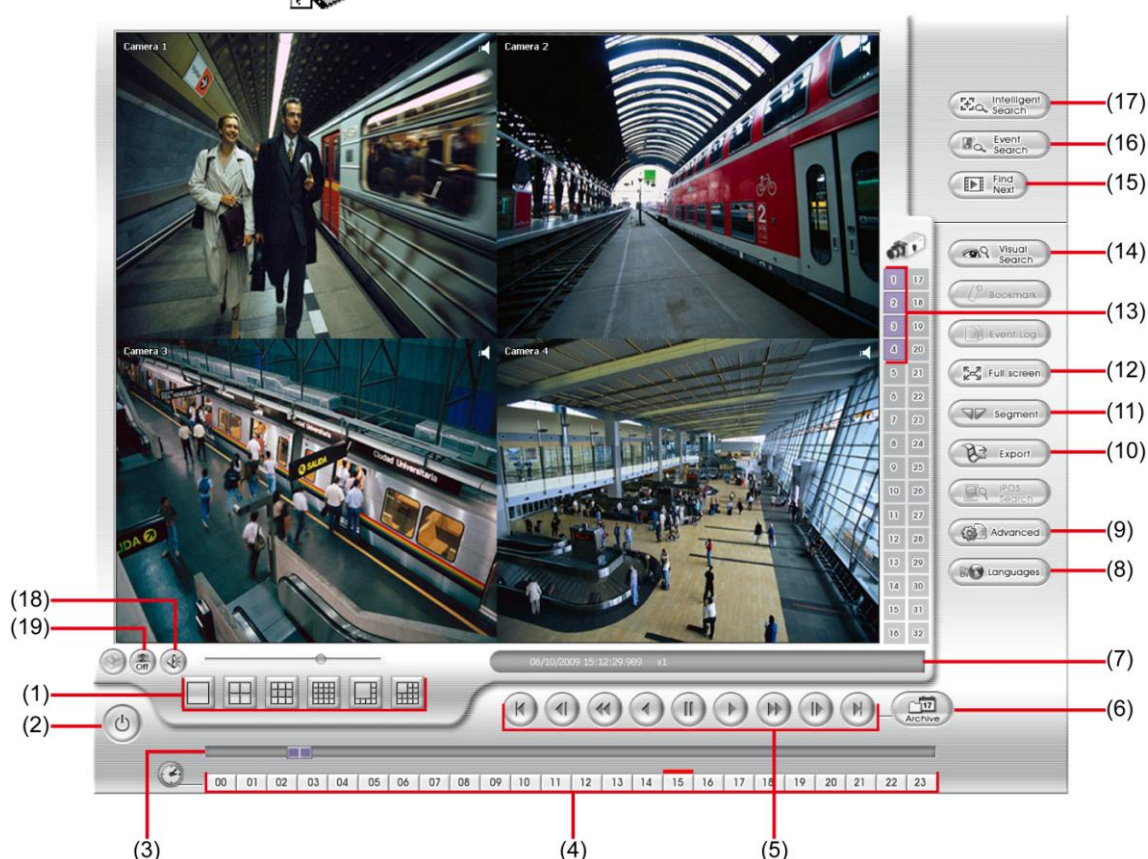 Camera 1
Camera 2
Intelligent Search
(17)
Event Search
(16)
Find Next
(15)
2
Visual Search
(14)
Bookmark
(13)
Event Log
1 17
2 18
3 19
4 20
5 21
6 22
7 23
8 24
9 25
10 26
11 27
12 28
13 29
14 30
15 31
16 32
Camera 3
Camera 4
Full screen
(12)
Segment
(11)
Export
(10)
iPOS Search
Advanced
(9)
Languages
(8)
SALIDA
Ciudad Universitaria
SALIDA
(18)
(19)
Off
06/10/2009 15:12:29.989 x1
(7)
(1)
(2)
17
Archive
(6)
(3)
00 01 02 03 04 05 06 07 08 09 10 11 12 13 14 15 16 17 18 19 20 21 22 23
(4)
(5)